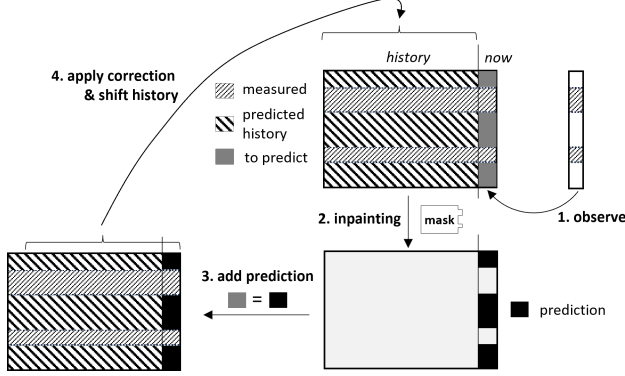 history
now
4. apply correction
& shift history
measured
predicted
history
to predict
2. inpainting
mask
1. observe
3. add prediction
=
prediction